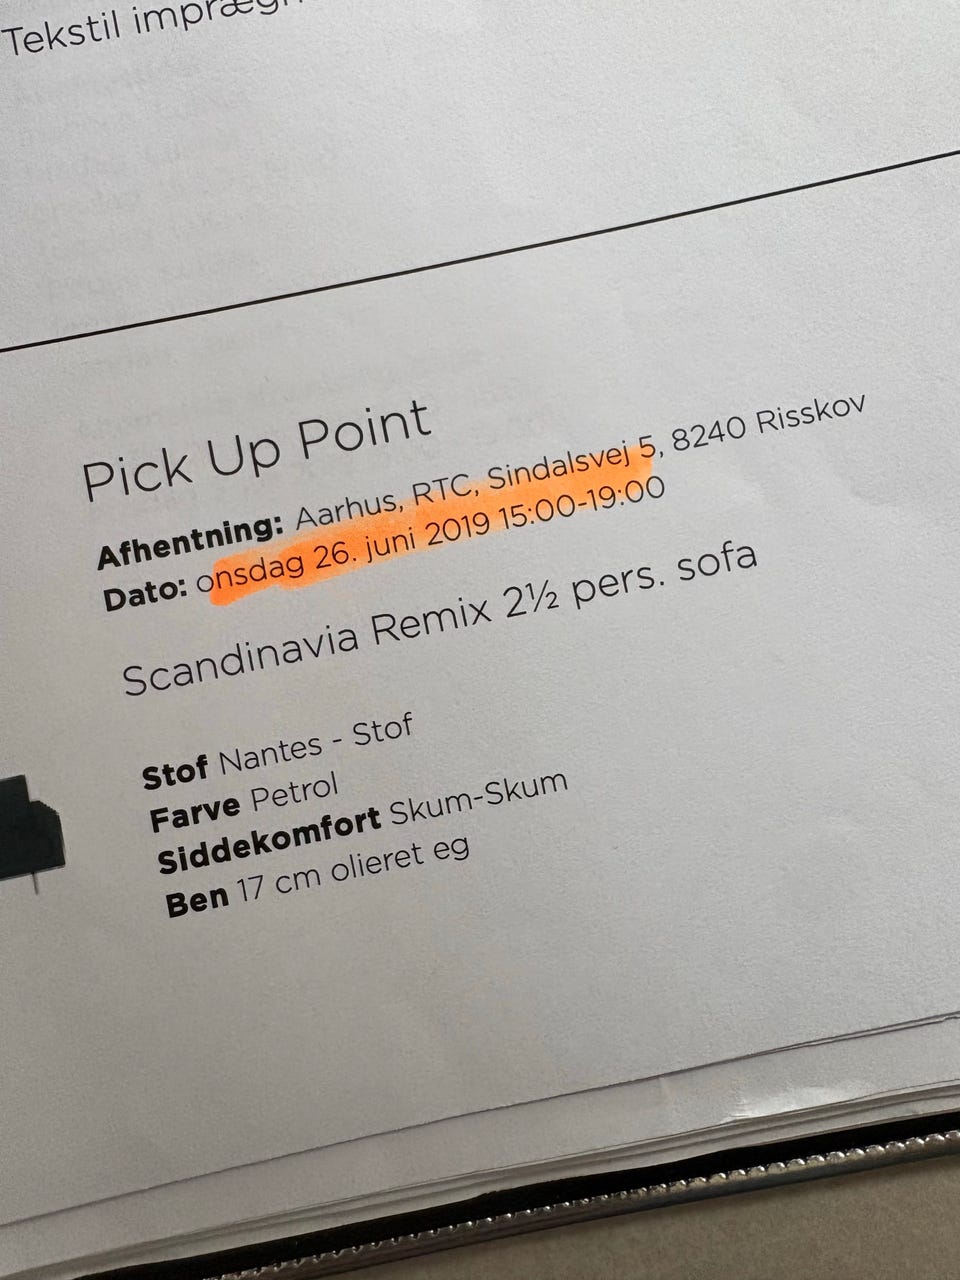 Tekstil
Pick Up Point
Afhentning: Aarhus, RTC, Sindalsvej 5, 8240 Risskov
Dato: onsdag 26. juni 2019 15:00-19:00
Scandinavia Remix 2½ pers. sofa
Stof Nantes - Stof
Farve Petrol
Siddekomfort Skum-Skum
Ben 17 cm olieret eg